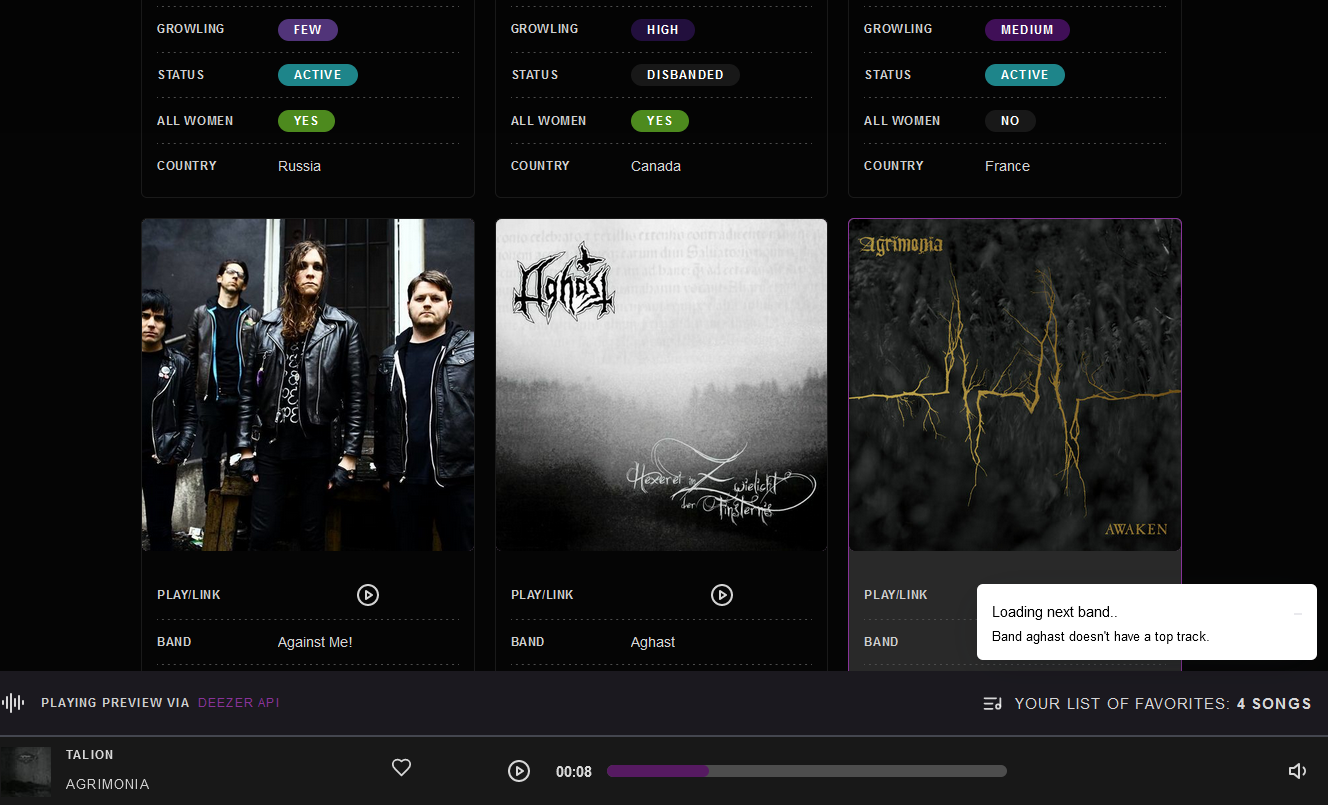 GROWLING FEW
GROWLING HIGH
GROWLING MEDIUM
STATUS ACTIVE
STATUS DISBANDED
STATUS ACTIVE
ALL WOMEN YES
ALL WOMEN YES
ALL WOMEN NO
COUNTRY Russia
COUNTRY Canada
COUNTRY France
Aghast
Hexerei im
Zwielicht
der Finsternis
Agrimonia
AWAKEN
PLAY/LINK
PLAY/LINK
PLAY/LINK
BAND Against Me!
BAND Aghast
BAND
Loading next band..
Band aghast doesn't have a top track.
PLAYING PREVIEW VIA DEEZER API
YOUR LIST OF FAVORITES: 4 SONGS
TALION
AGRIMONIA
00:08